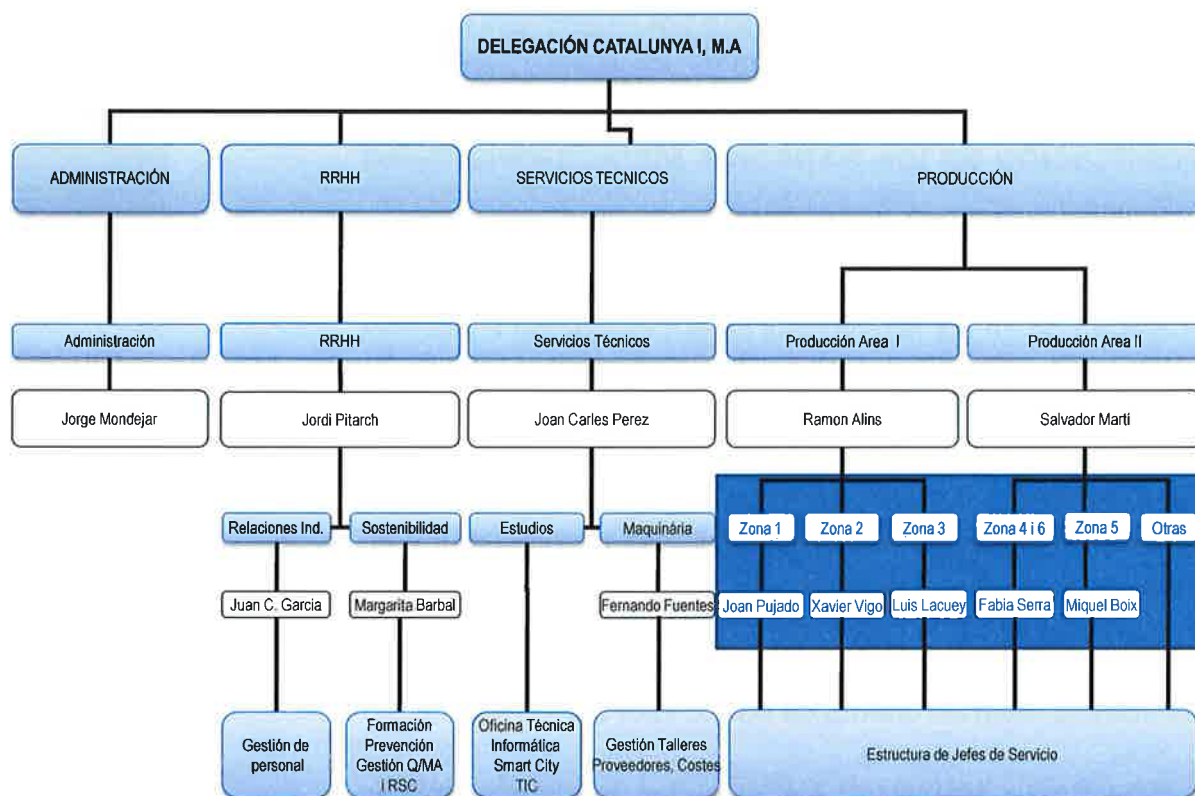 DELEGACIÓN CATALUNYA I, M.A
ADMINISTRACIÓN
RRHH
SERVICIOS TECNICOS
PRODUCCIÓN
Administración
RRHH
Servicios Técnicos
Producción Area I
Producción Area II
Jorge Mondejar
Jordi Pitarch
Joan Carles Perez
Ramon Alins
Salvador Marti
Relaciones Ind.
Sostenibilidad
Estudios
Maquinária
Zona 1
Zona 2
Zona 3
Zona 4 i 6
Zona 5
Otras
Juan C. Garcia
Margarita Barbal
Fernando Fuentes
Joan Pujado
Xavier Vigo
Luis Lacuey
Fabia Serra
Miquel Boix
Gestión de
personal
Formación
Prevención
Gestión Q/MA
i RSC
Oficina Técnica
Informática
Smart City
TIC
Gestión Talleres
Proveedores, Costes
Estructura de Jefes de Servicio